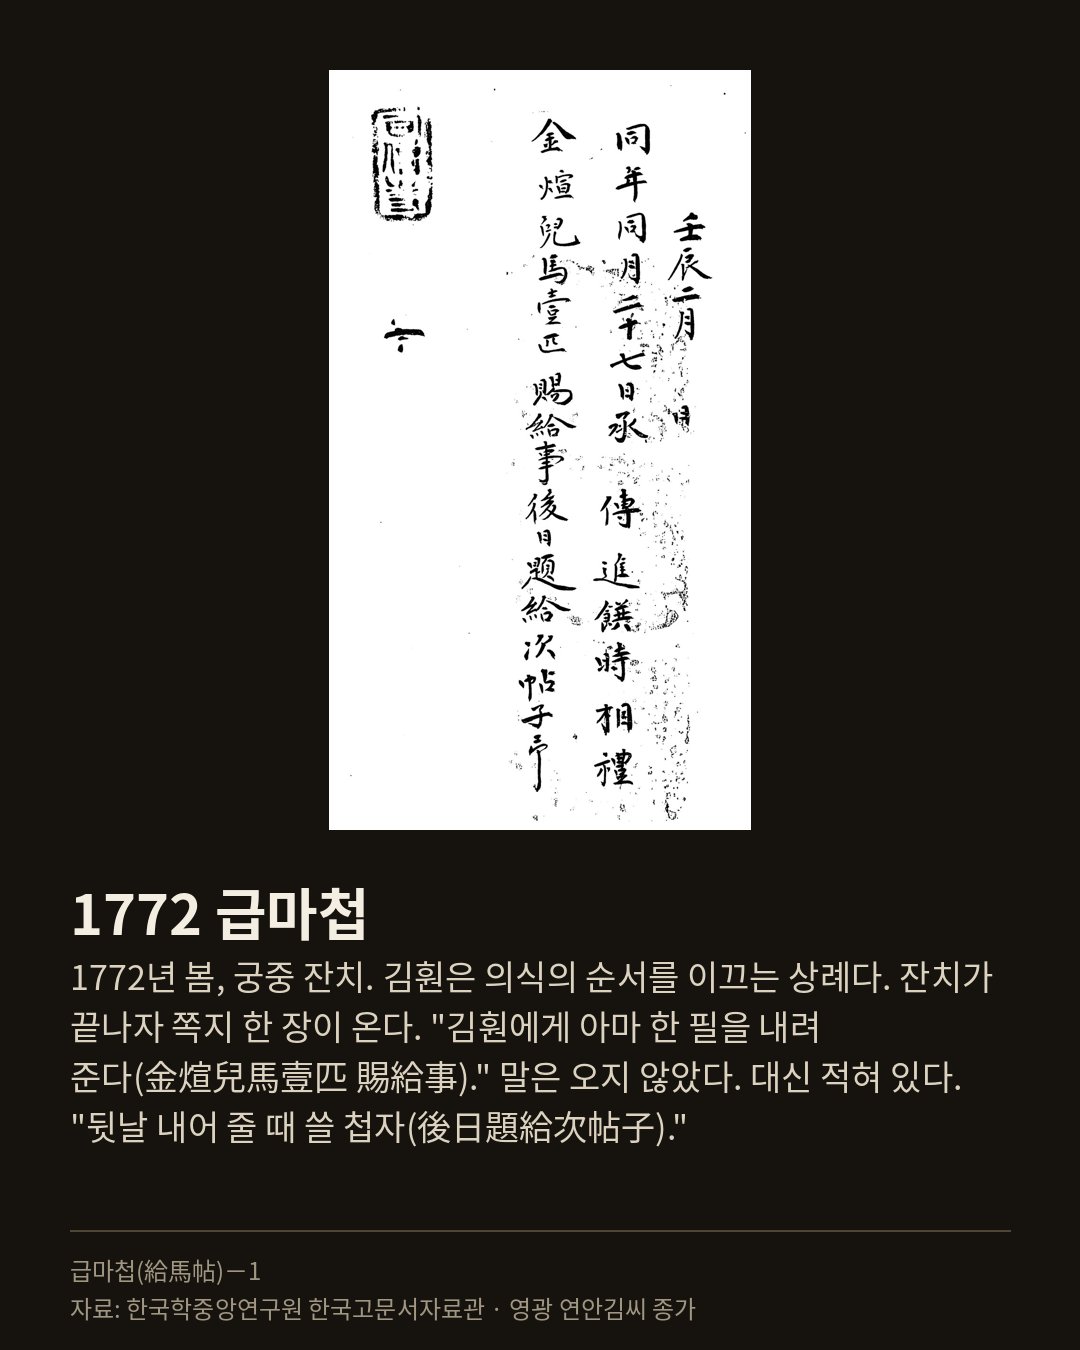 壬辰二月 日
同年同月二十七日承 傳進饌時相禮
金煊兒馬壹匹賜給事後日題給次帖子印
1772 급마첩
1772년 봄, 궁중 잔치. 김훤은 의식의 순서를 이끄는 상례다. 잔치가
끝나자 쪽지 한 장이 온다. "김훤에게 아마 한 필을 내려
준다(金煊兒馬壹匹 賜給事)." 말은 오지 않았다. 대신 적혀 있다.
"뒷날 내어 줄 때 쓸 첩자(後日題給次帖子)."
급마첩(給馬帖)－1
자료: 한국학중앙연구원 한국고문서자료관 · 영광 연안김씨 종가